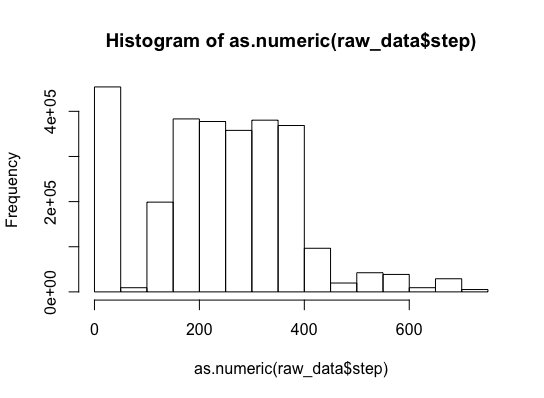 Histogram of as.numeric(raw_data$step)
Frequency
4e+05
2e+05
0e+00
0 200 400 600
as.numeric(raw_data$step)